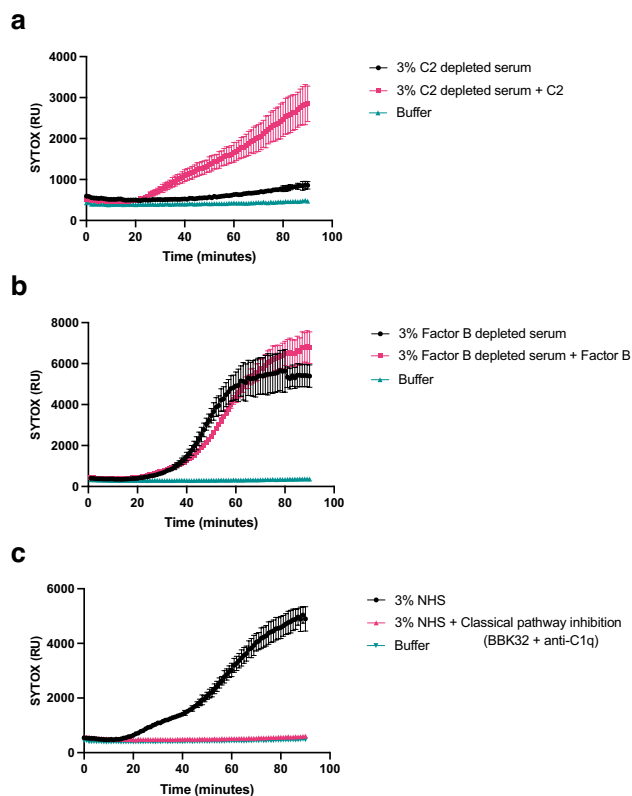 a
3% C2 depleted serum
3% C2 depleted serum + C2
Buffer
SYTOX (RU)
4000
3000
2000
1000
0
0 20 40 60 80 100
Time (minutes)
b
3% Factor B depleted serum
3% Factor B depleted serum + Factor B
Buffer
SYTOX (RU)
8000
6000
4000
2000
0
0 20 40 60 80 100
Time (minutes)
c
3% NHS
3% NHS + Classical pathway inhibition
(BBK32 + anti-C1q)
Buffer
SYTOX (RU)
6000
4000
2000
0
0 20 40 60 80 100
Time (minutes)